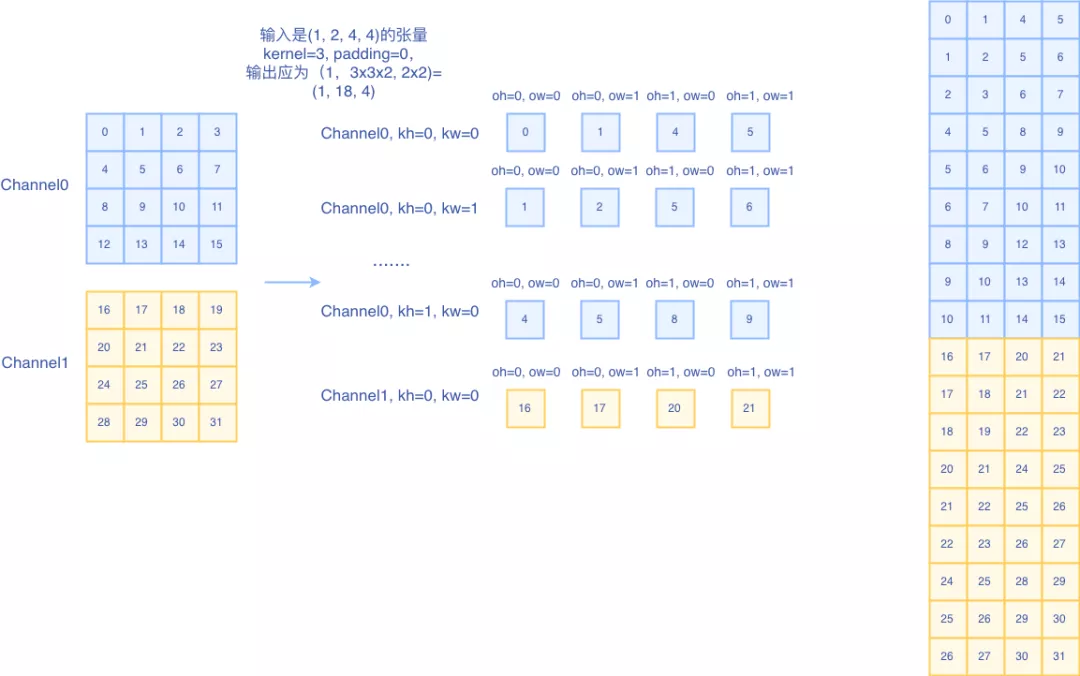 输入是(1, 2, 4, 4)的张量
kernel=3, padding=0，
输出应为（1，3x3x2, 2x2)=
(1, 18, 4)
Channel0
0 1 2 3
4 5 6 7
8 9 10 11
12 13 14 15
Channel1
16 17 18 19
20 21 22 23
24 25 26 27
28 29 30 31
oh=0, ow=0 oh=0, ow=1 oh=1, ow=0 oh=1, ow=1
Channel0, kh=0, kw=0 0 1 4 5
oh=0, ow=0 oh=0, ow=1 oh=1, ow=0 oh=1, ow=1
Channel0, kh=0, kw=1 1 2 5 6
.......
oh=0, ow=0 oh=0, ow=1 oh=1, ow=0 oh=1, ow=1
Channel0, kh=1, kw=0 4 5 8 9
oh=0, ow=0 oh=0, ow=1 oh=1, ow=0 oh=1, ow=1
Channel1, kh=0, kw=0 16 17 20 21
0 1 4 5
1 2 5 6
2 3 6 7
4 5 8 9
5 6 9 10
6 7 10 11
8 9 12 13
9 10 13 14
10 11 14 15
16 17 20 21
17 18 21 22
18 19 22 23
20 21 24 25
21 22 25 26
22 23 26 27
24 25 28 29
25 26 29 30
26 27 30 31